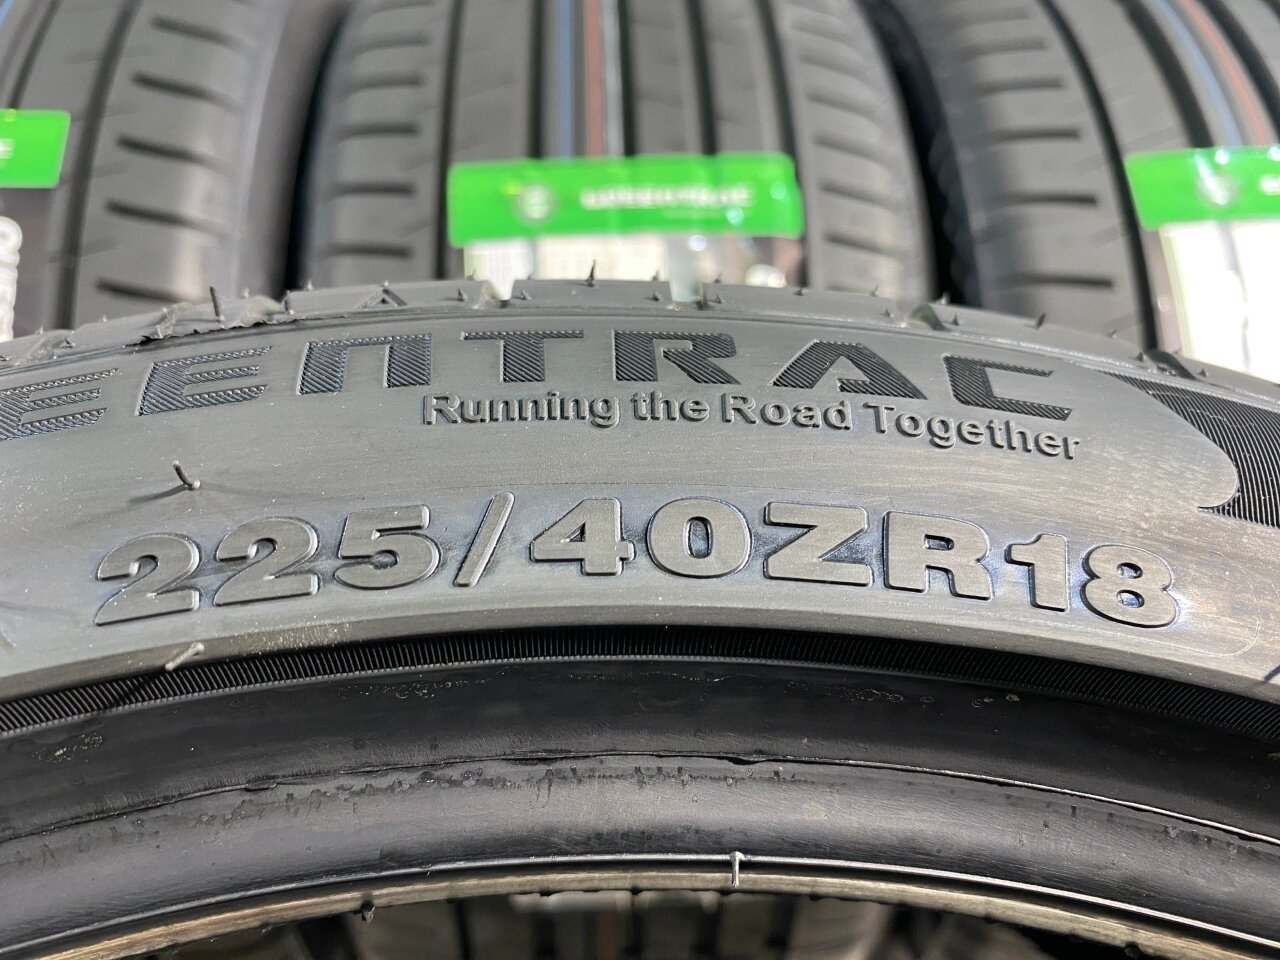 EENTRAC
Running the Road Together
225/40ZR18